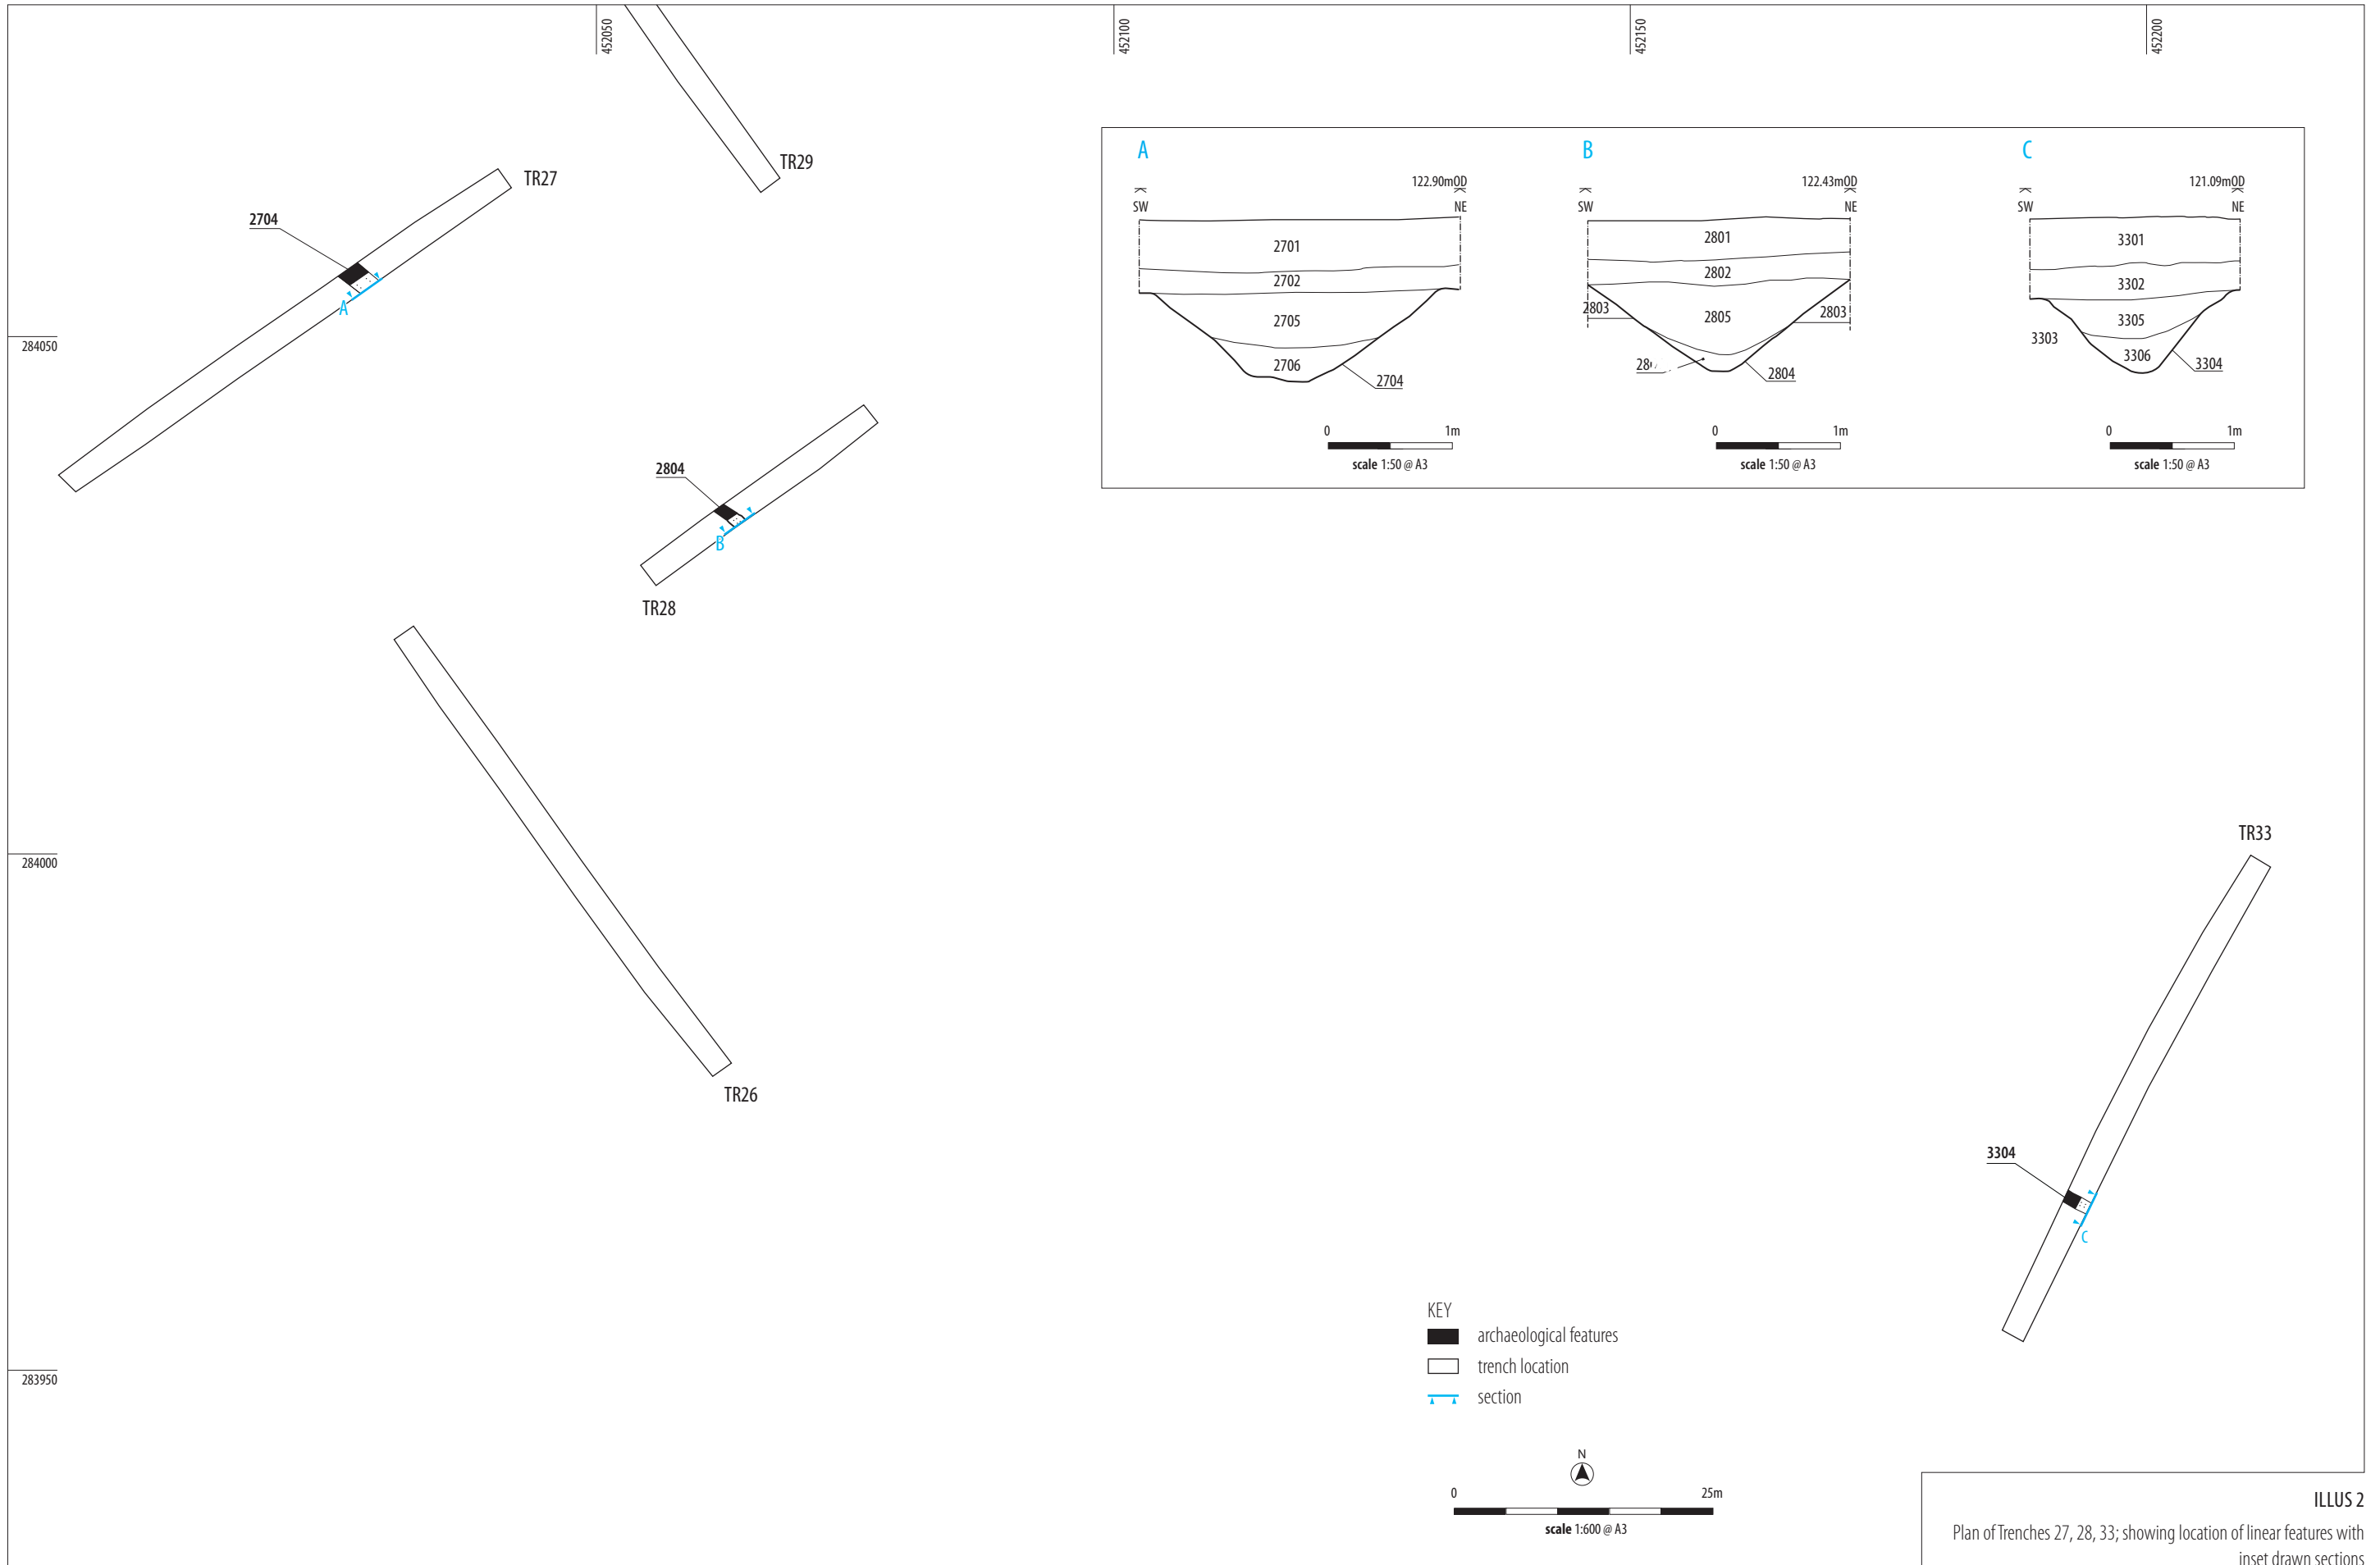 452050
452100
452150
452200
TR29
TR27
2704
A
284050
2804
B
TR28
TR26
284000
283950
A
122.90mOD
SW
NE
2701
2702
2705
2706
2704
0 1m
scale 1:50 @ A3
B
122.43mOD
SW
NE
2801
2802
2803
2803
2805
2804
0 1m
scale 1:50 @ A3
C
121.09mOD
SW
NE
3301
3302
3303
3305
3306
3304
0 1m
scale 1:50 @ A3
TR33
3304
C
KEY
archaeological features
trench location
section
N
0 25m
scale 1:600 @ A3
ILLUS 2
Plan of Trenches 27, 28, 33; showing location of linear features with
inset drawn sections